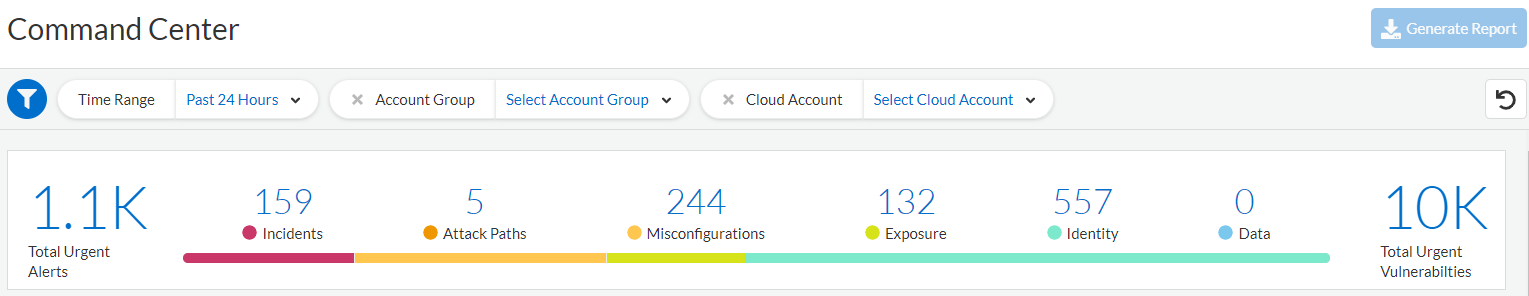 Command Center
Generate Report
Time Range Past 24 Hours Account Group Select Account Group Cloud Account Select Cloud Account
1.1K
Total Urgent
Alerts
159
Incidents
5
Attack Paths
244
Misconfigurations
132
Exposure
557
Identity
0
Data
10K
Total Urgent
Vulnerabilties